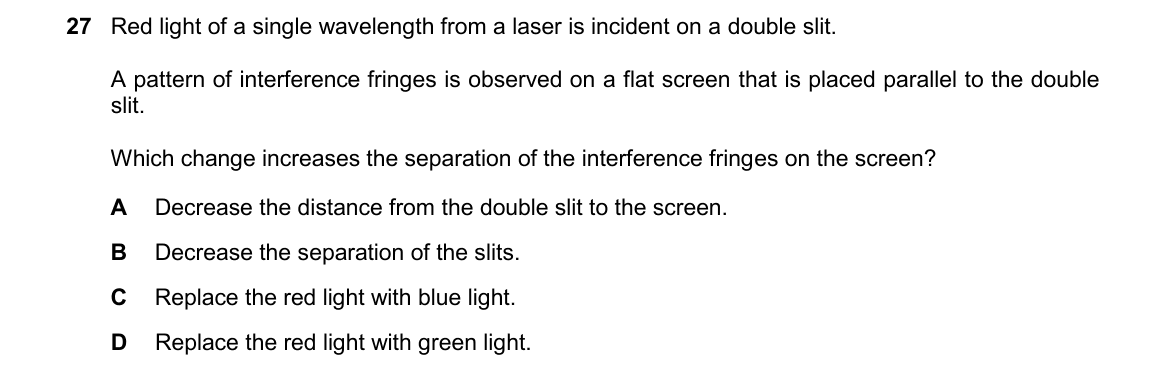 27 Red light of a single wavelength from a laser is incident on a double slit.
A pattern of interference fringes is observed on a flat screen that is placed parallel to the double
slit.
Which change increases the separation of the interference fringes on the screen?
A Decrease the distance from the double slit to the screen.
B Decrease the separation of the slits.
C Replace the red light with blue light.
D Replace the red light with green light.